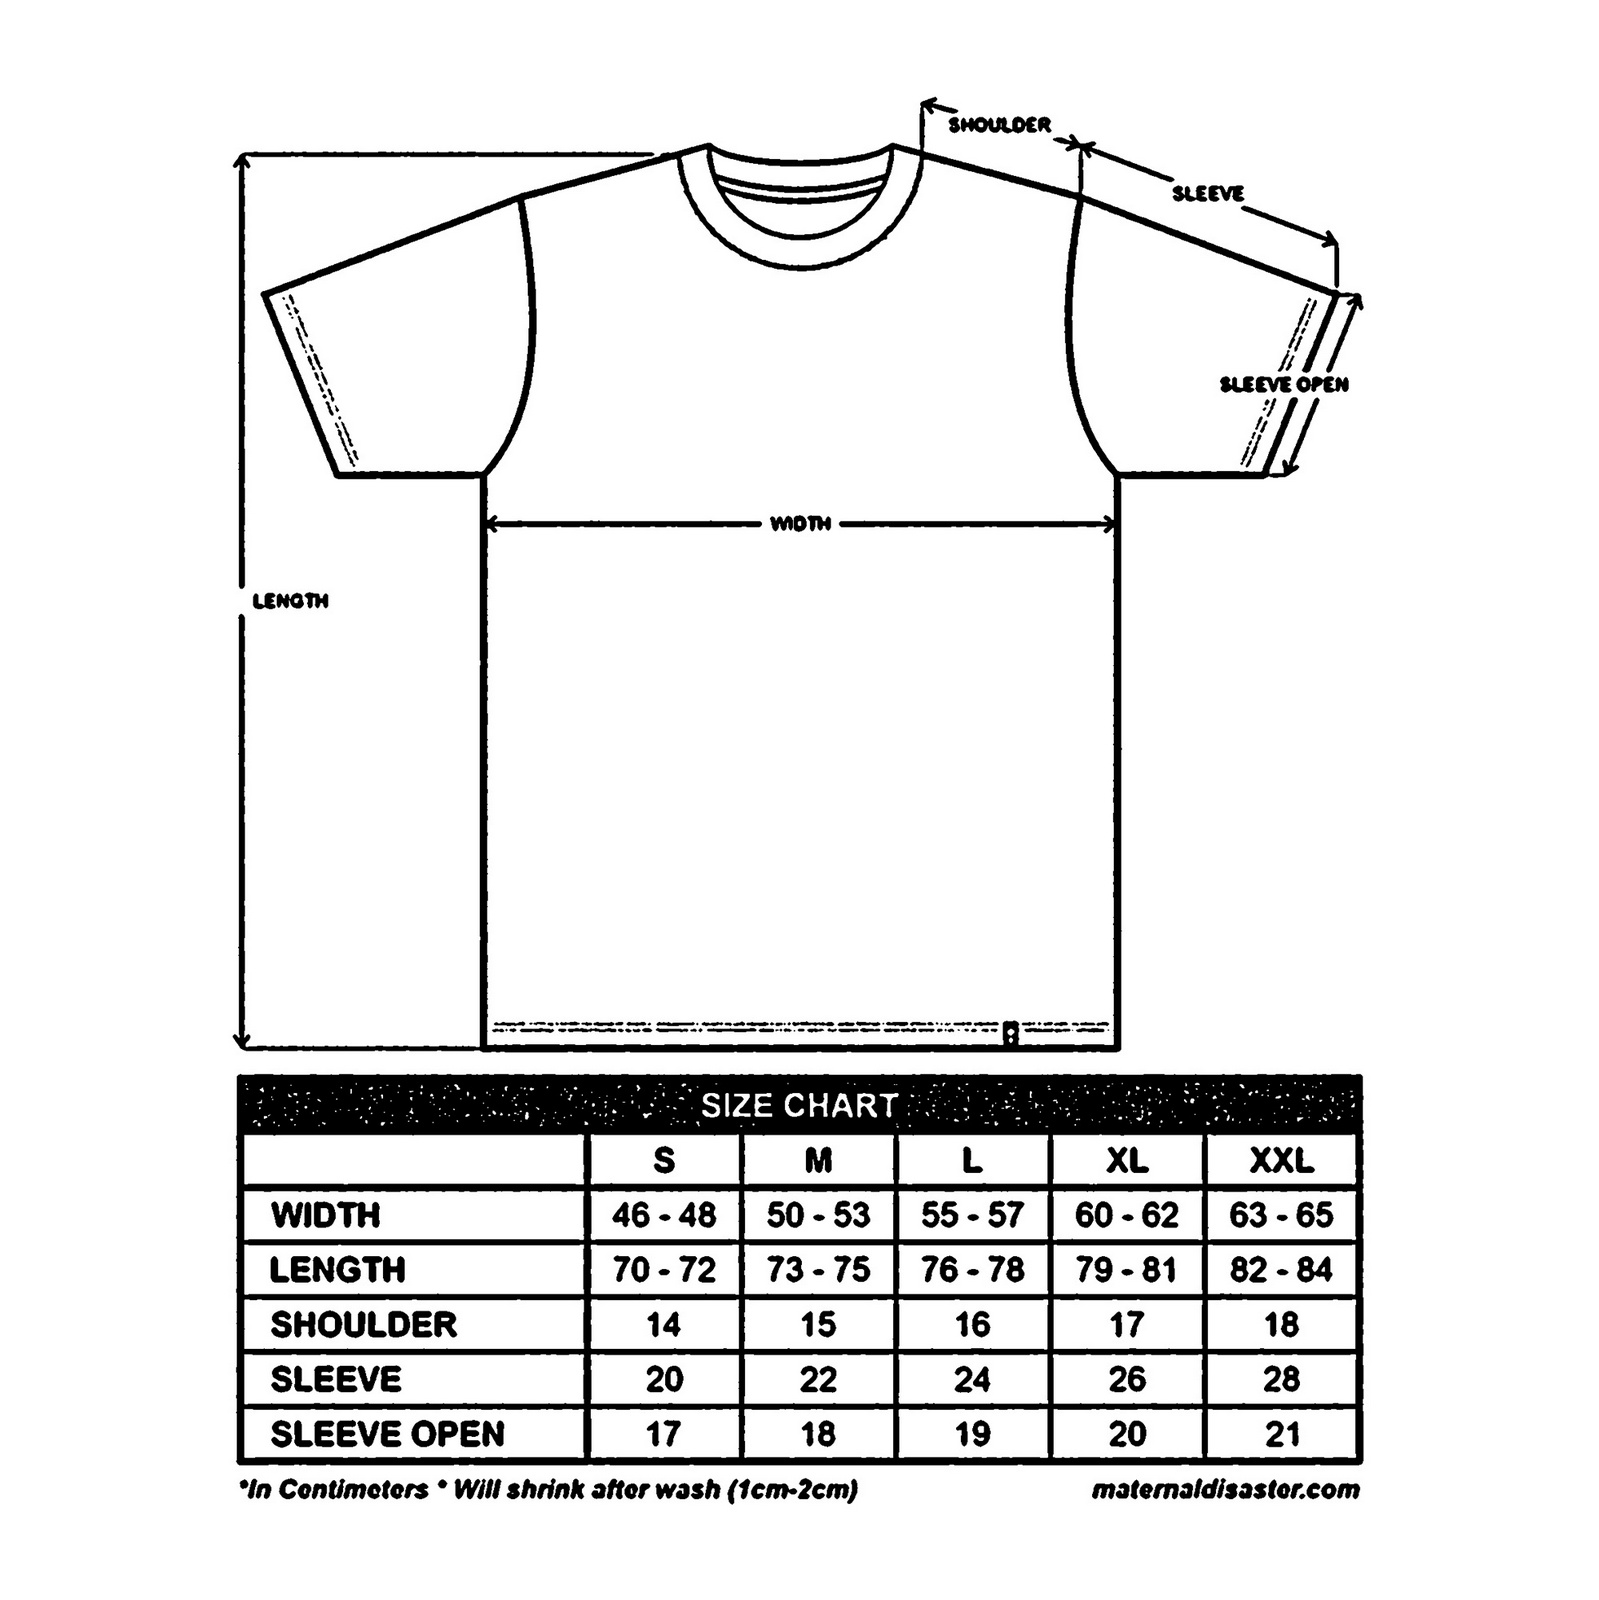 SHOULDER
SLEEVE
SLEEVE OPEN
WIDTH
LENGTH
SIZE CHART
S M L XL XXL
WIDTH 46 - 48 50 - 53 55 - 57 60 - 62 63 - 65
LENGTH 70 - 72 73 - 75 76 - 78 79 - 81 82 - 84
SHOULDER 14 15 16 17 18
SLEEVE 20 22 24 26 28
SLEEVE OPEN 17 18 19 20 21
*In Centimeters * Will shrink after wash (1cm-2cm) maternaldisaster.com